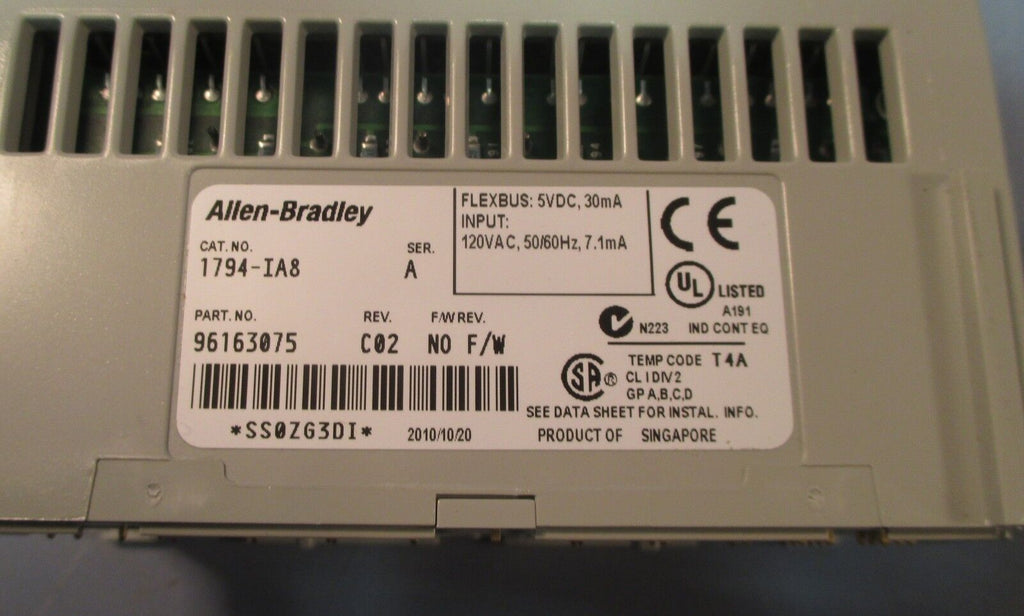 Allen-Bradley
CAT. NO.
SER.
1794-IA8
A
FLEXBUS: 5VDC, 30mA
INPUT:
120VAC, 50/60Hz, 7.1mA
CE
UL LISTED
A191
N223 IND CONT EQ
PART. NO.
REV.
F/W REV.
96163075
C02
NO F/W
SA ®
TEMP CODE T4A
CL I DIV 2
GP A,B,C,D
SEE DATA SHEET FOR INSTAL. INFO.
*SS0ZG3DI*
2010/10/20
PRODUCT OF SINGAPORE